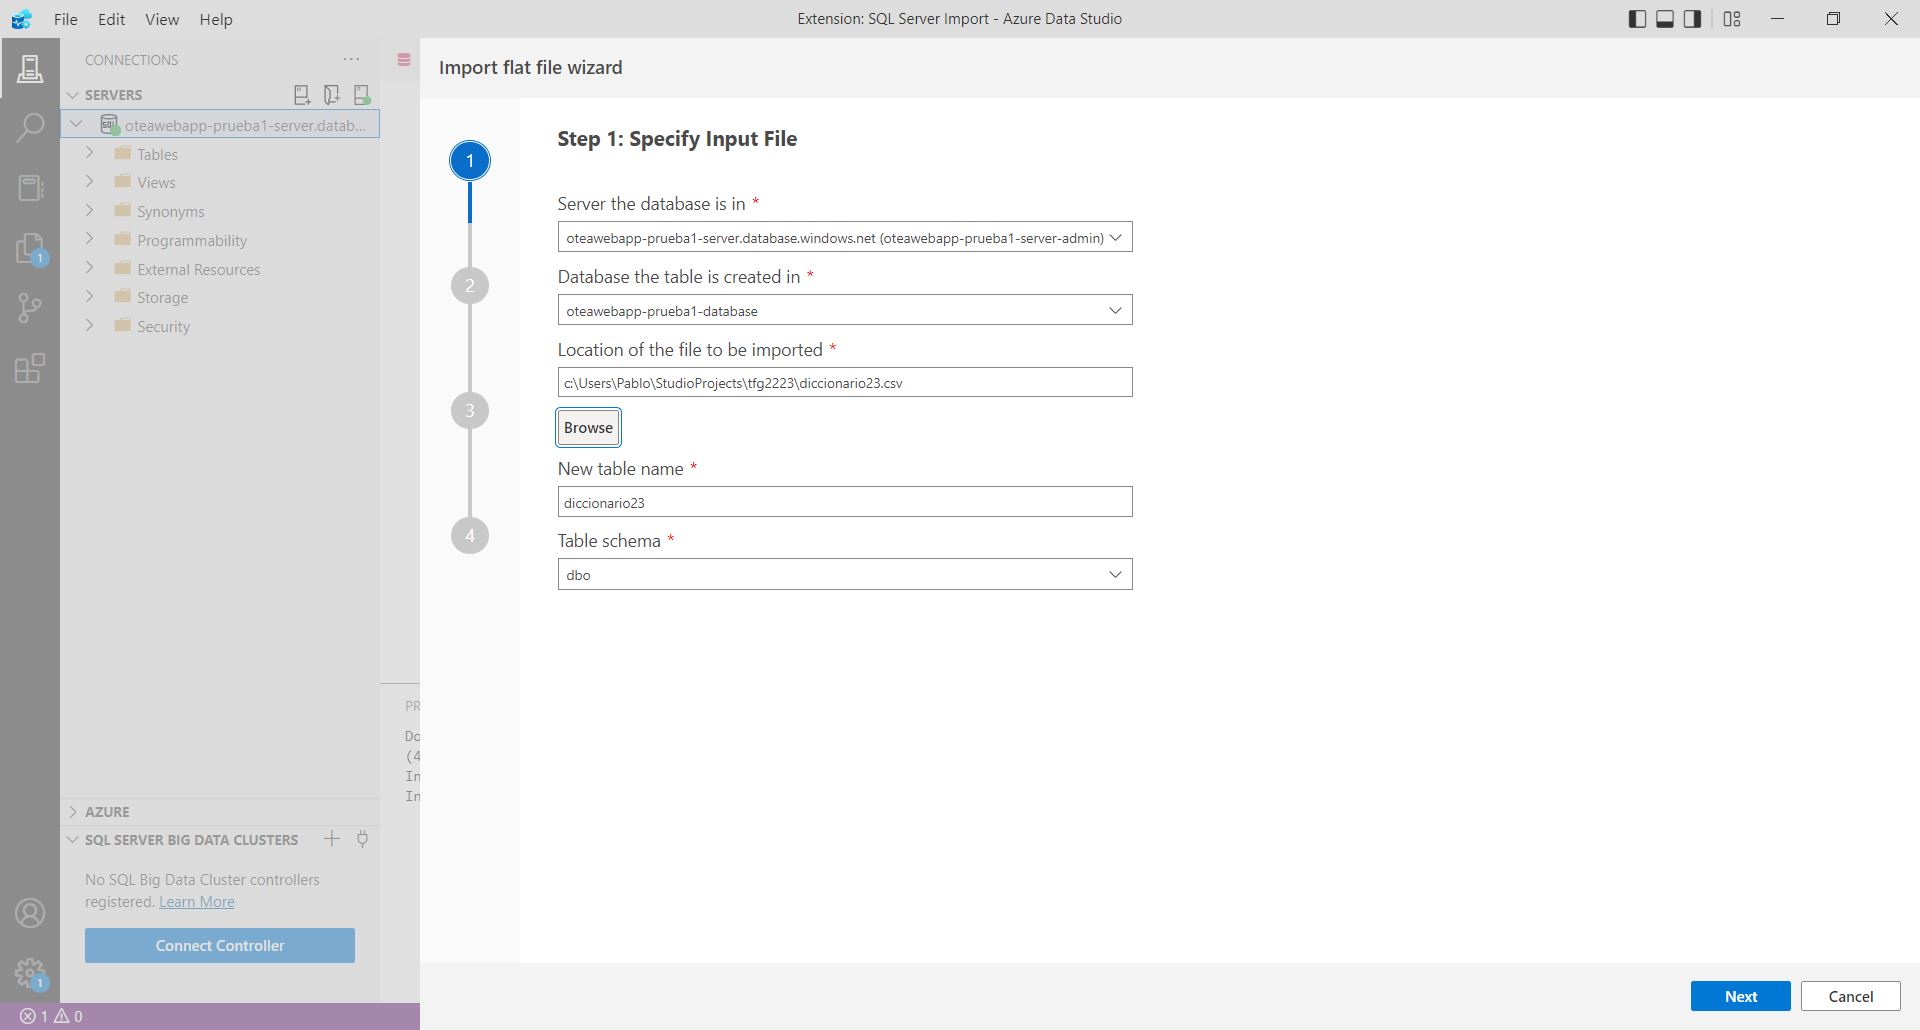 File Edit View Help
Extension: SQL Server Import - Azure Data Studio
CONNECTIONS
SERVERS
oteawebapp-prueba1-server.datab...
Tables
Views
Synonyms
Programmability
External Resources
Storage
Security
AZURE
SQL SERVER BIG DATA CLUSTERS
No SQL Big Data Cluster controllers
registered. Learn More
Connect Controller
1
1
1 0
PR
Do
(4
In
In
Import flat file wizard
1
2
3
4
Step 1: Specify Input File
Server the database is in *
oteawebapp-prueba1-server.database.windows.net (oteawebapp-prueba1-server-admin)
Database the table is created in *
oteawebapp-prueba1-database
Location of the file to be imported *
c:\Users\Pablo\StudioProjects\tfg2223\diccionario23.csv
Browse
New table name *
diccionario23
Table schema *
dbo
Next
Cancel